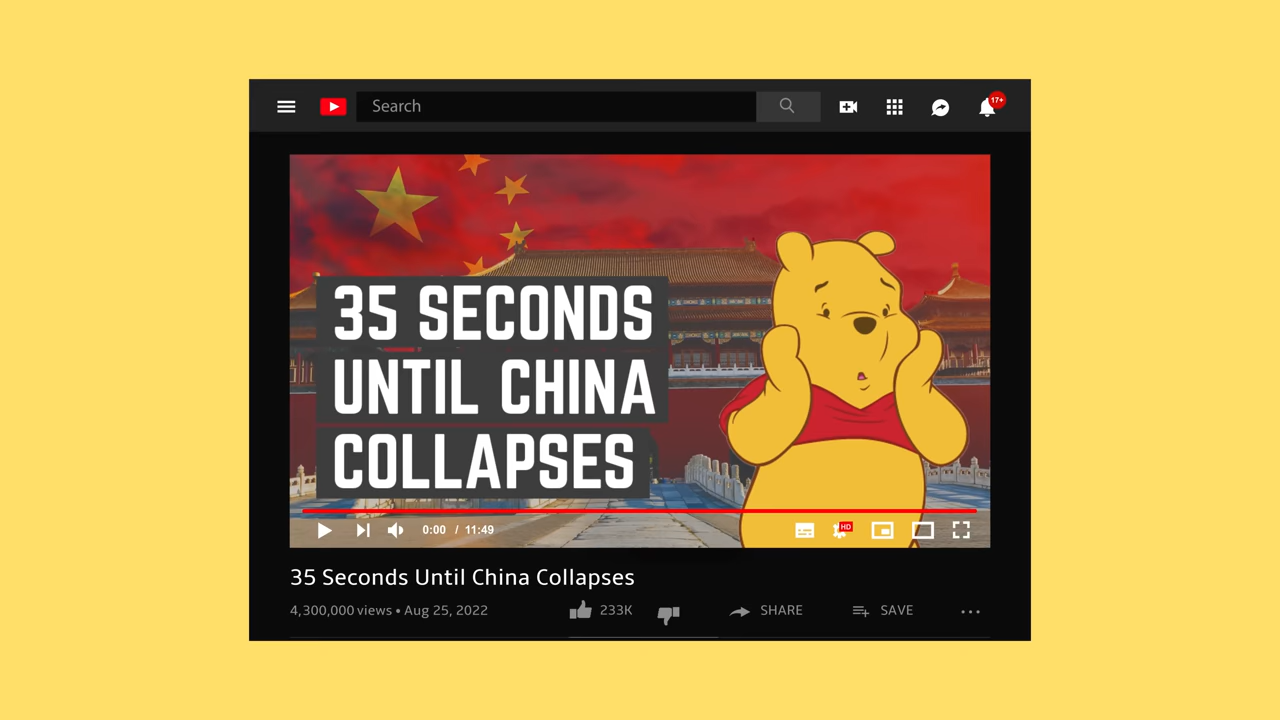 Search
17+
35 SECONDS
UNTIL CHINA
COLLAPSES
0:00 / 11:49
HD
35 Seconds Until China Collapses
4,300,000 views • Aug 25, 2022
233K
SHARE
SAVE